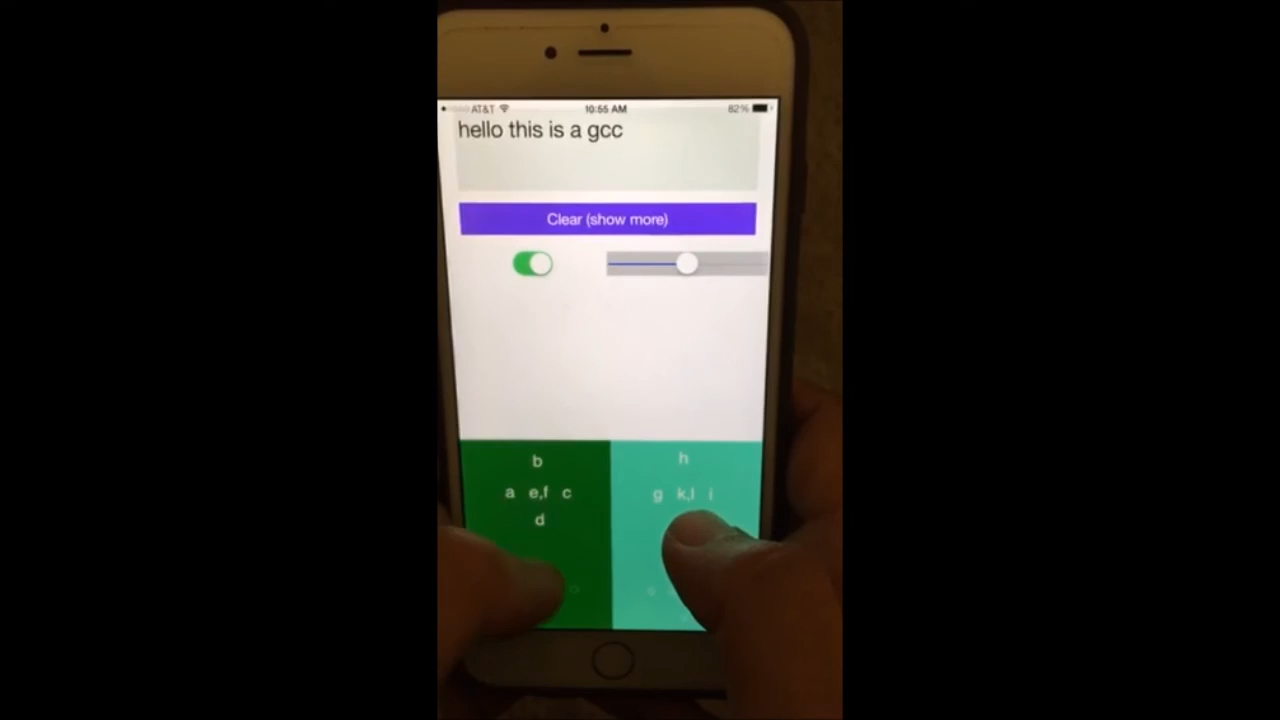 AT&T 10:55 AM 82%
hello this is a gcc
Clear (show more)
b h
a e,f c g k,l i
d